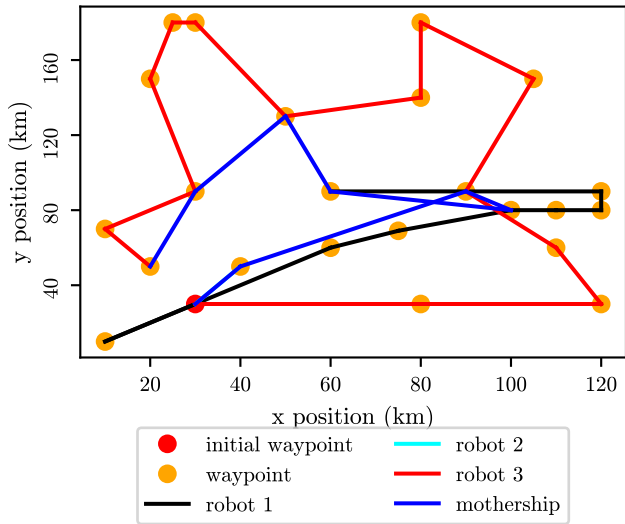 160
120
80
40
y position (km)
20 40 60 80 100 120
x position (km)
initial waypoint robot 2
waypoint robot 3
robot 1 mothership